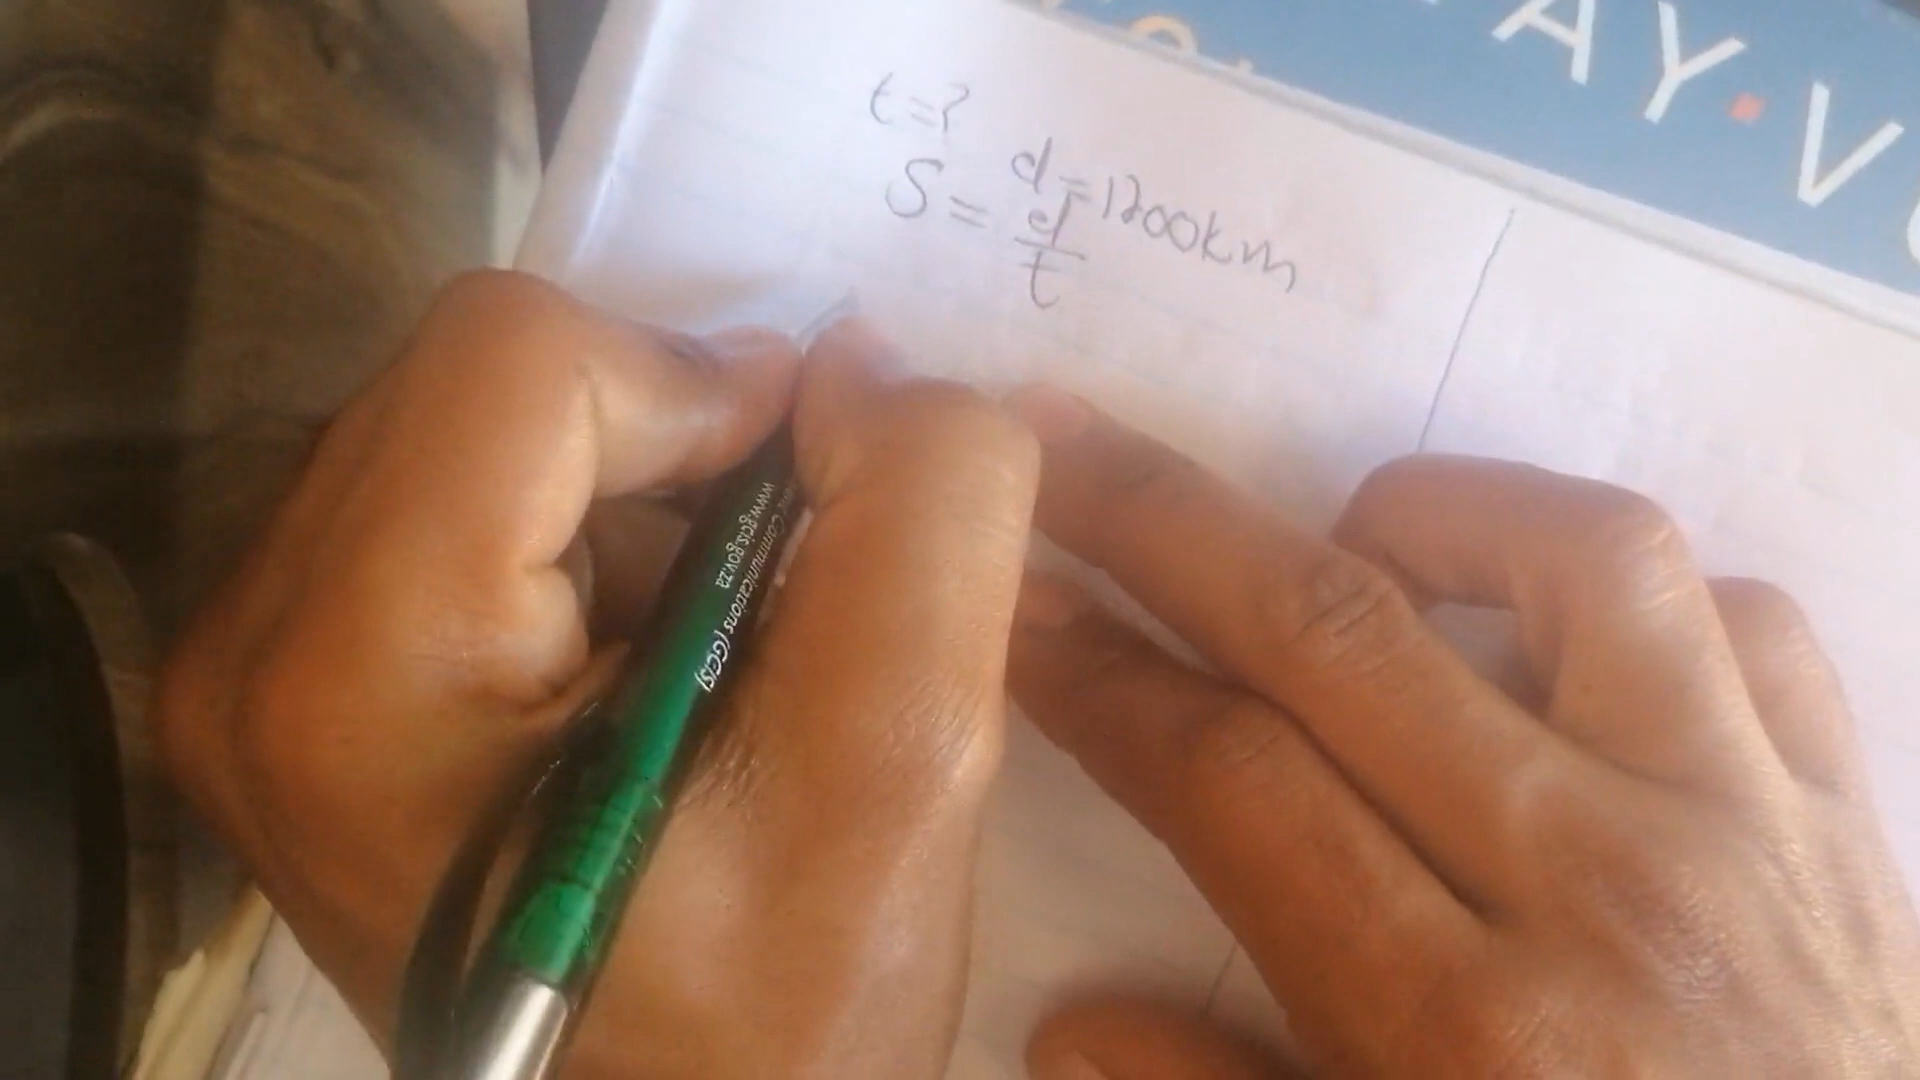 AY·V
t=?
d=1200km
S = d/t
www.gcis.gov.za
Communications (GCIS)